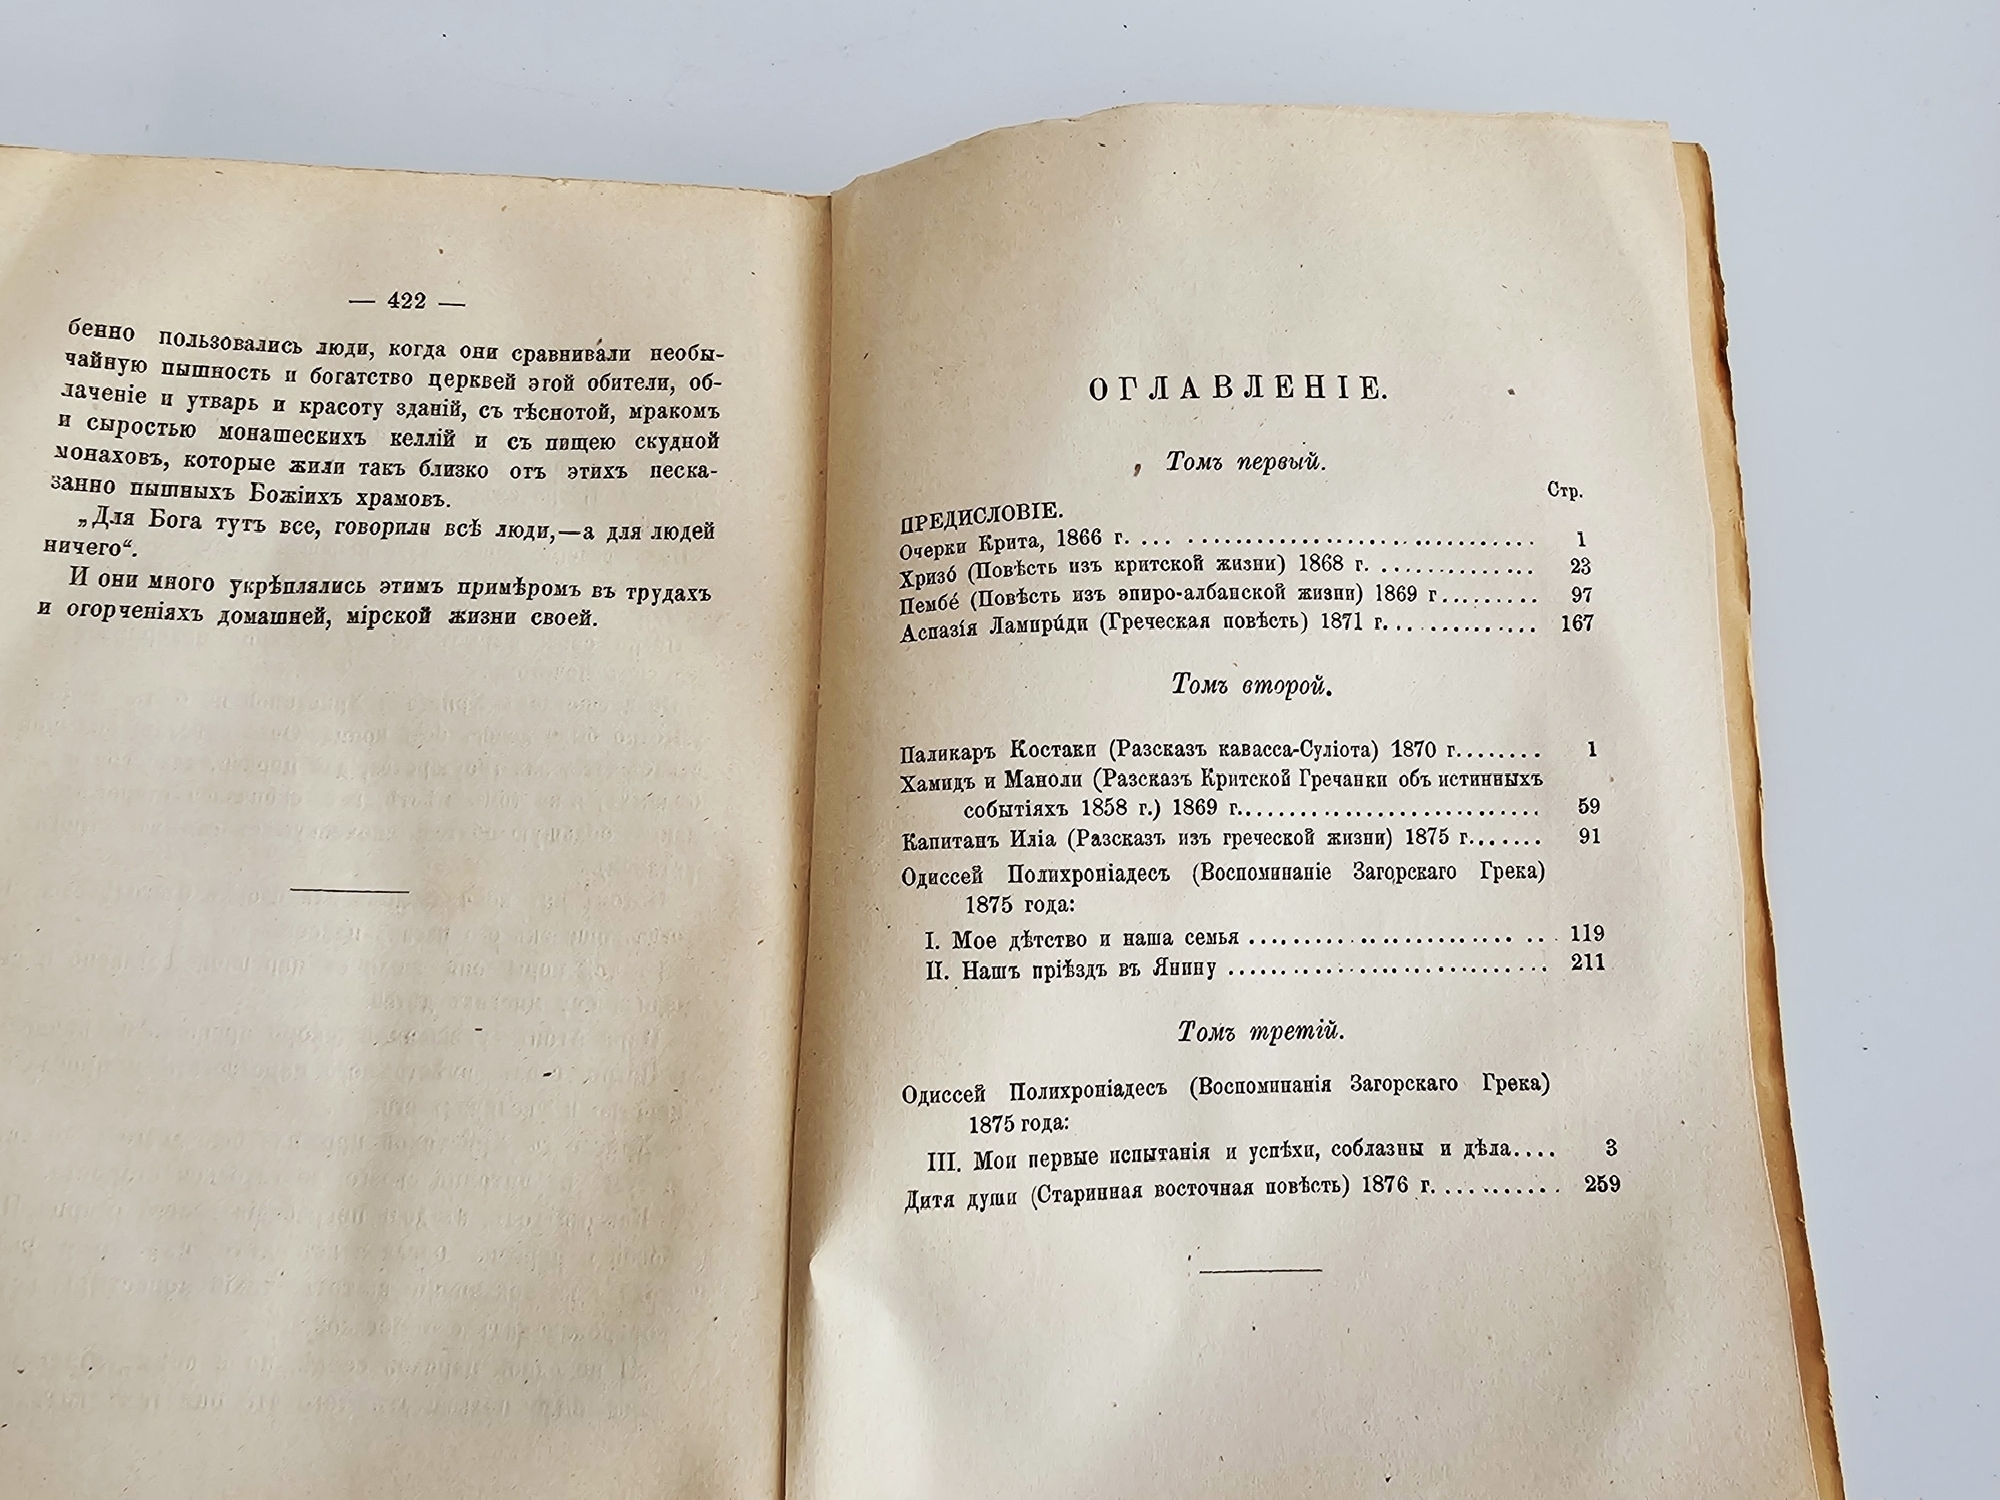 — 422 —
бенно пользовались люди, когда они сравнивали необы-
чайную пышность и богатство церквей этой обители, об-
лаченіе и утварь и красоту зданій, съ тѣснотой, мракомъ
и сыростью монашескихъ келлій и съ пищею скудной
монаховъ, которые жили такъ близко отъ этихъ неска-
занно пышныхъ Божіихъ храмовъ.
„Для Бога тутъ все, говорили всѣ люди,—а для людей
ничего“.
И они много укрѣплялись этимъ примѣромъ въ трудахъ
и огорченіяхъ домашней, мірской жизни своей.
ОГЛАВЛЕНІЕ.
Томъ первый.
Стр.
ПРЕДИСЛОВІЕ.
Очерки Крита, 1866 г. ... .......................... 1
Хризо́ (Повѣсть изъ критской жизни) 1868 г. ............. 23
Пембе́ (Повѣсть изъ эпиро-албанской жизни) 1869 г......... 97
Аспазія Лампри́ди (Греческая повѣсть) 1871 г.............. 167
Томъ второй.
Паликаръ Костаки (Разсказъ кавасса-Суліота) 1870 г........ 1
Хамидъ и Маноли (Разсказъ Критской Гречанки объ истинныхъ
событіяхъ 1858 г.) 1869 г............................ 59
Капитанъ Иліа (Разсказъ изъ греческой жизни) 1875 г....... 91
Одиссей Полихроніадесъ (Воспоминаніе Загорскаго Грека)
1875 года:
I. Мое дѣтство и наша семья ........................ .. 119
II. Нашъ пріѣздъ въ Янину ............................ 211
Томъ третій.
Одиссей Полихроніадесъ (Воспоминанія Загорскаго Грека)
1875 года:
III. Мои первые испытанія и успѣхи, соблазны и дѣла.... 3
Дитя души (Старинная восточная повѣсть) 1876 г. .......... 259